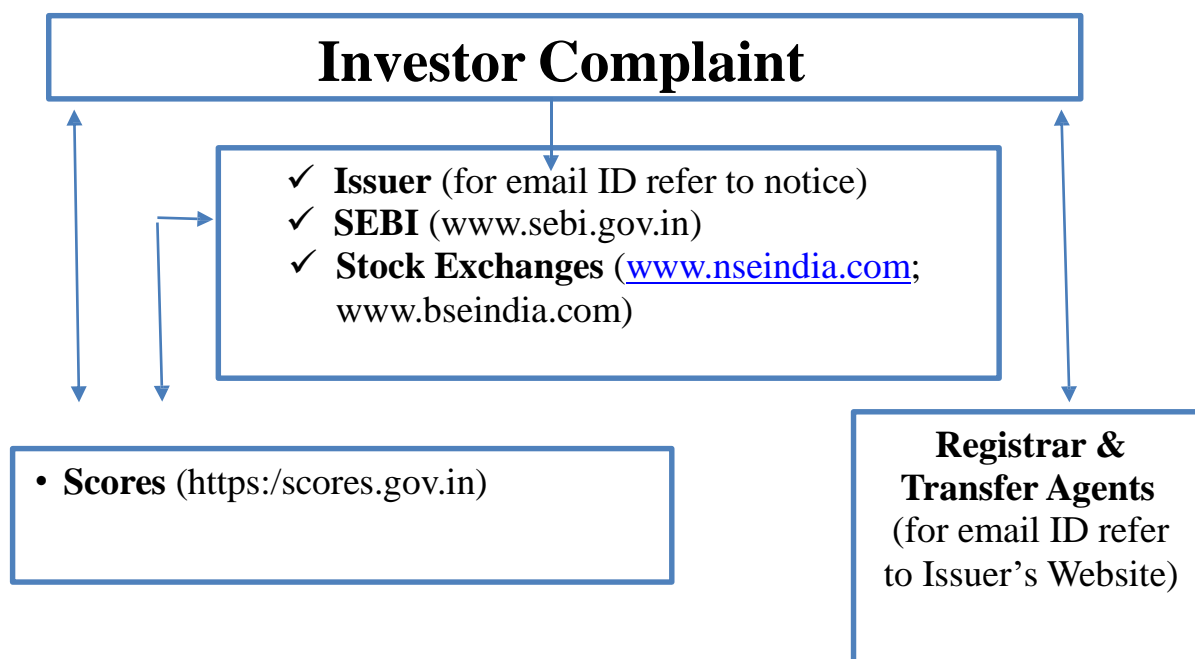 Investor Complaint
✓ Issuer (for email ID refer to notice)
✓ SEBI (www.sebi.gov.in)
✓ Stock Exchanges (www.nseindia.com;
www.bseindia.com)
• Scores (https:/scores.gov.in)
Registrar &
Transfer Agents
(for email ID refer
to Issuer’s Website)